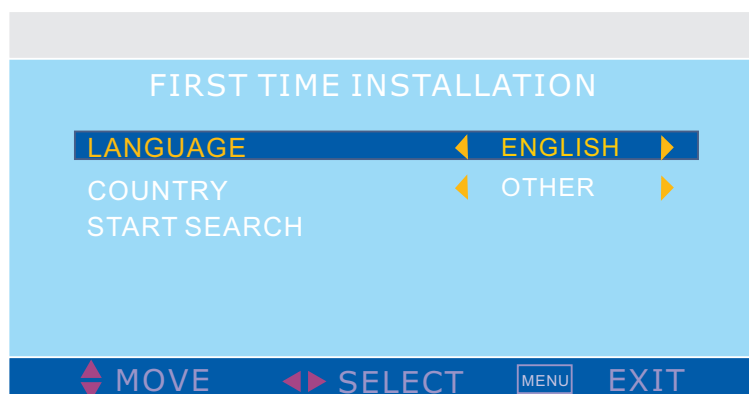 FIRST TIME INSTALLATION
LANGUAGE ENGLISH
COUNTRY OTHER
START SEARCH
MOVE SELECT MENU EXIT